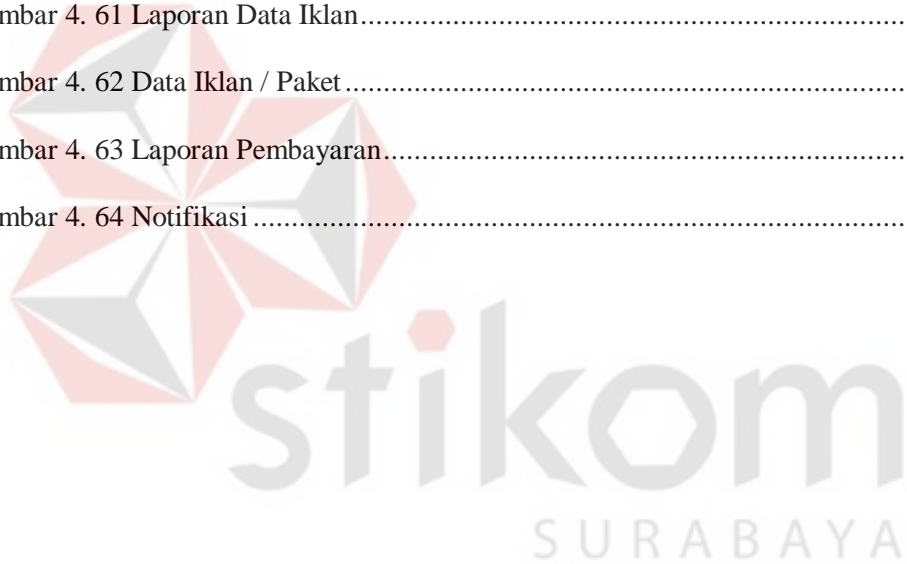 mbar 4. 61 Laporan Data Iklan.......................................................................
mbar 4. 62 Data Iklan / Paket.........................................................................
mbar 4. 63 Laporan Pembayaran....................................................................
mbar 4. 64 Notifikasi.....................................................................................
stikom
SURABAYA